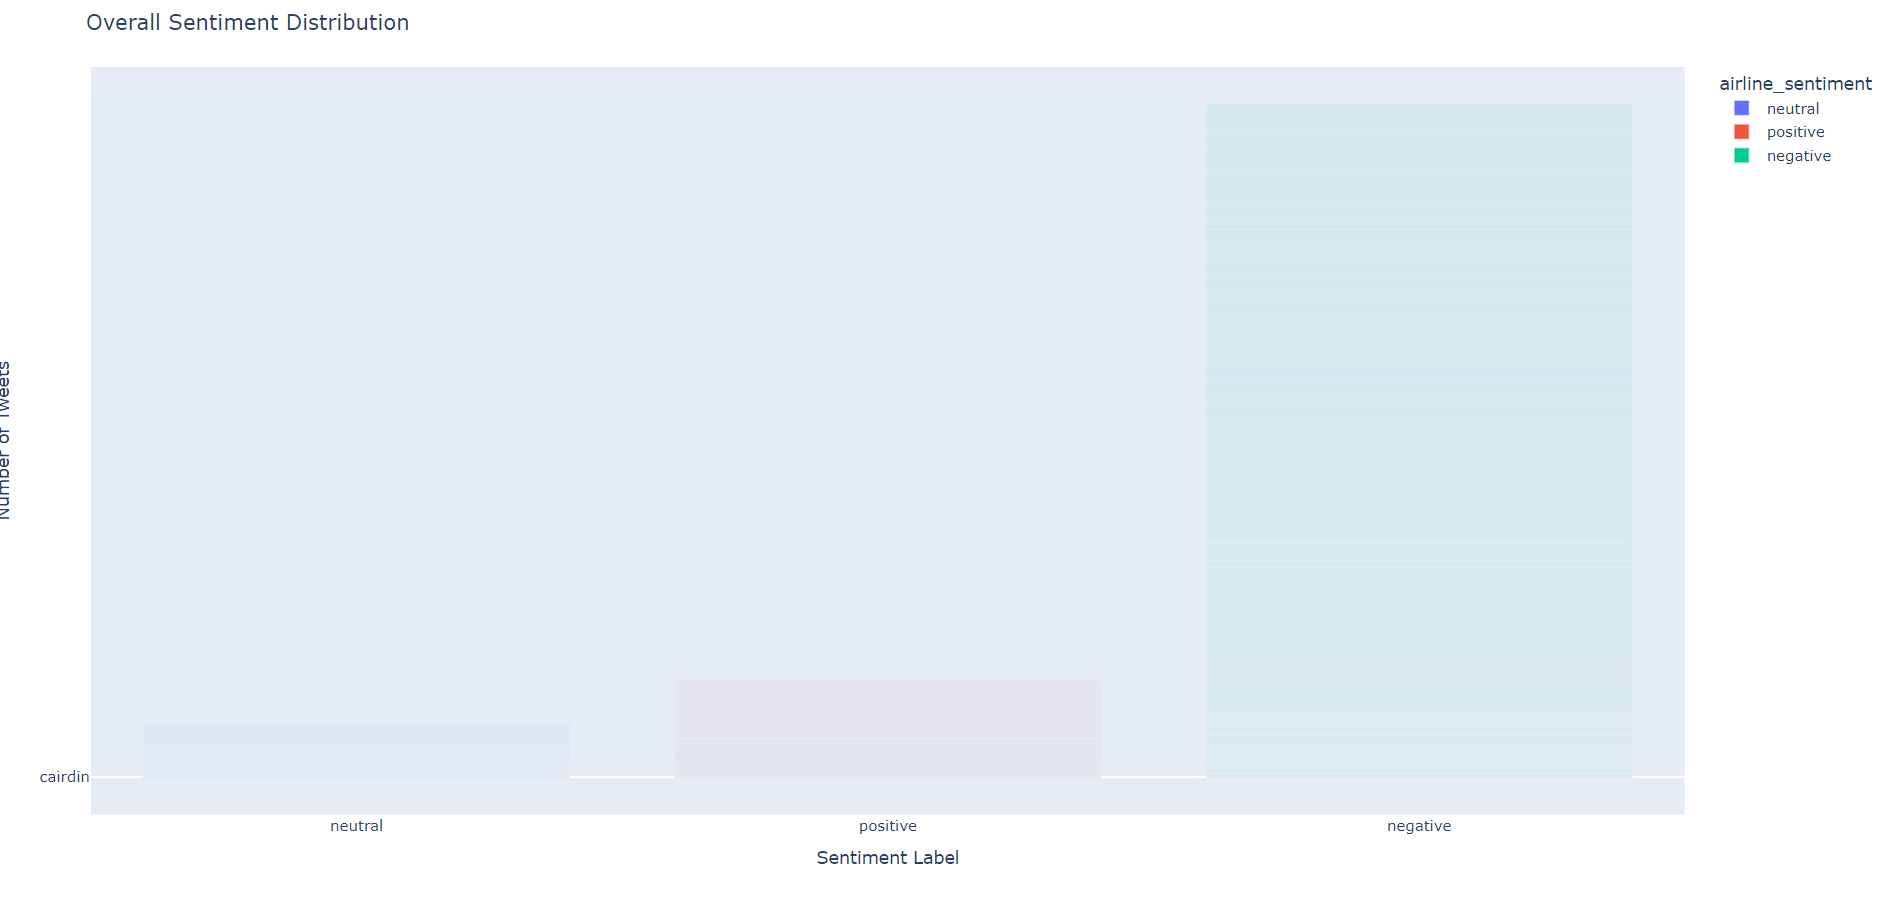 Overall Sentiment Distribution
airline_sentiment
neutral
positive
negative
Number of Tweets
cairdin
neutral
positive
negative
Sentiment Label